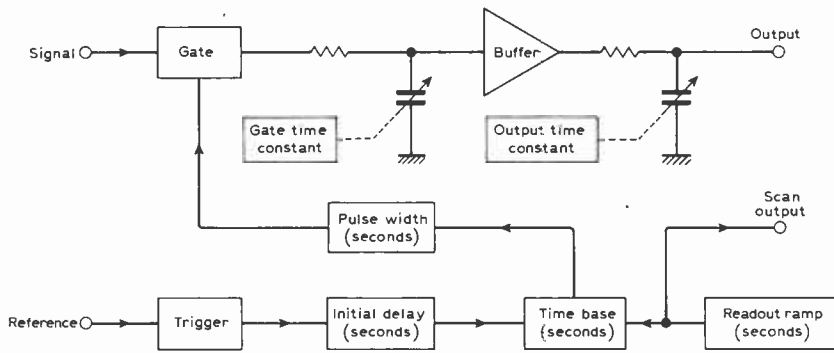 Signal
Gate
Buffer
Output
Gate time
constant
Output time
constant
Scan
output
Pulse width
(seconds)
Reference
Trigger
Initial delay
(seconds)
Time base
(seconds)
Readout ramp
(seconds)